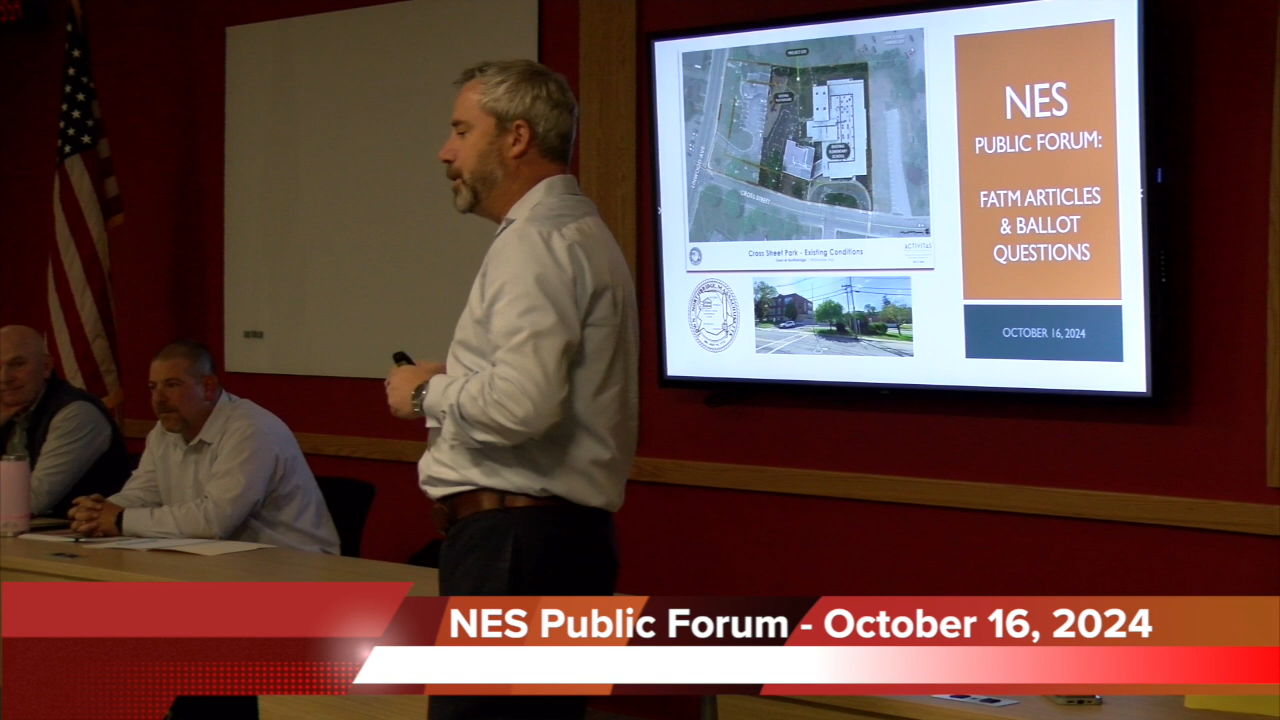 NES
PUBLIC FORUM:
FATM ARTICLES
& BALLOT
QUESTIONS
OCTOBER 16, 2024
CROSS STREET
Cross Street Park - Existing Conditions
ACTIVITAS
NES Public Forum - October 16, 2024